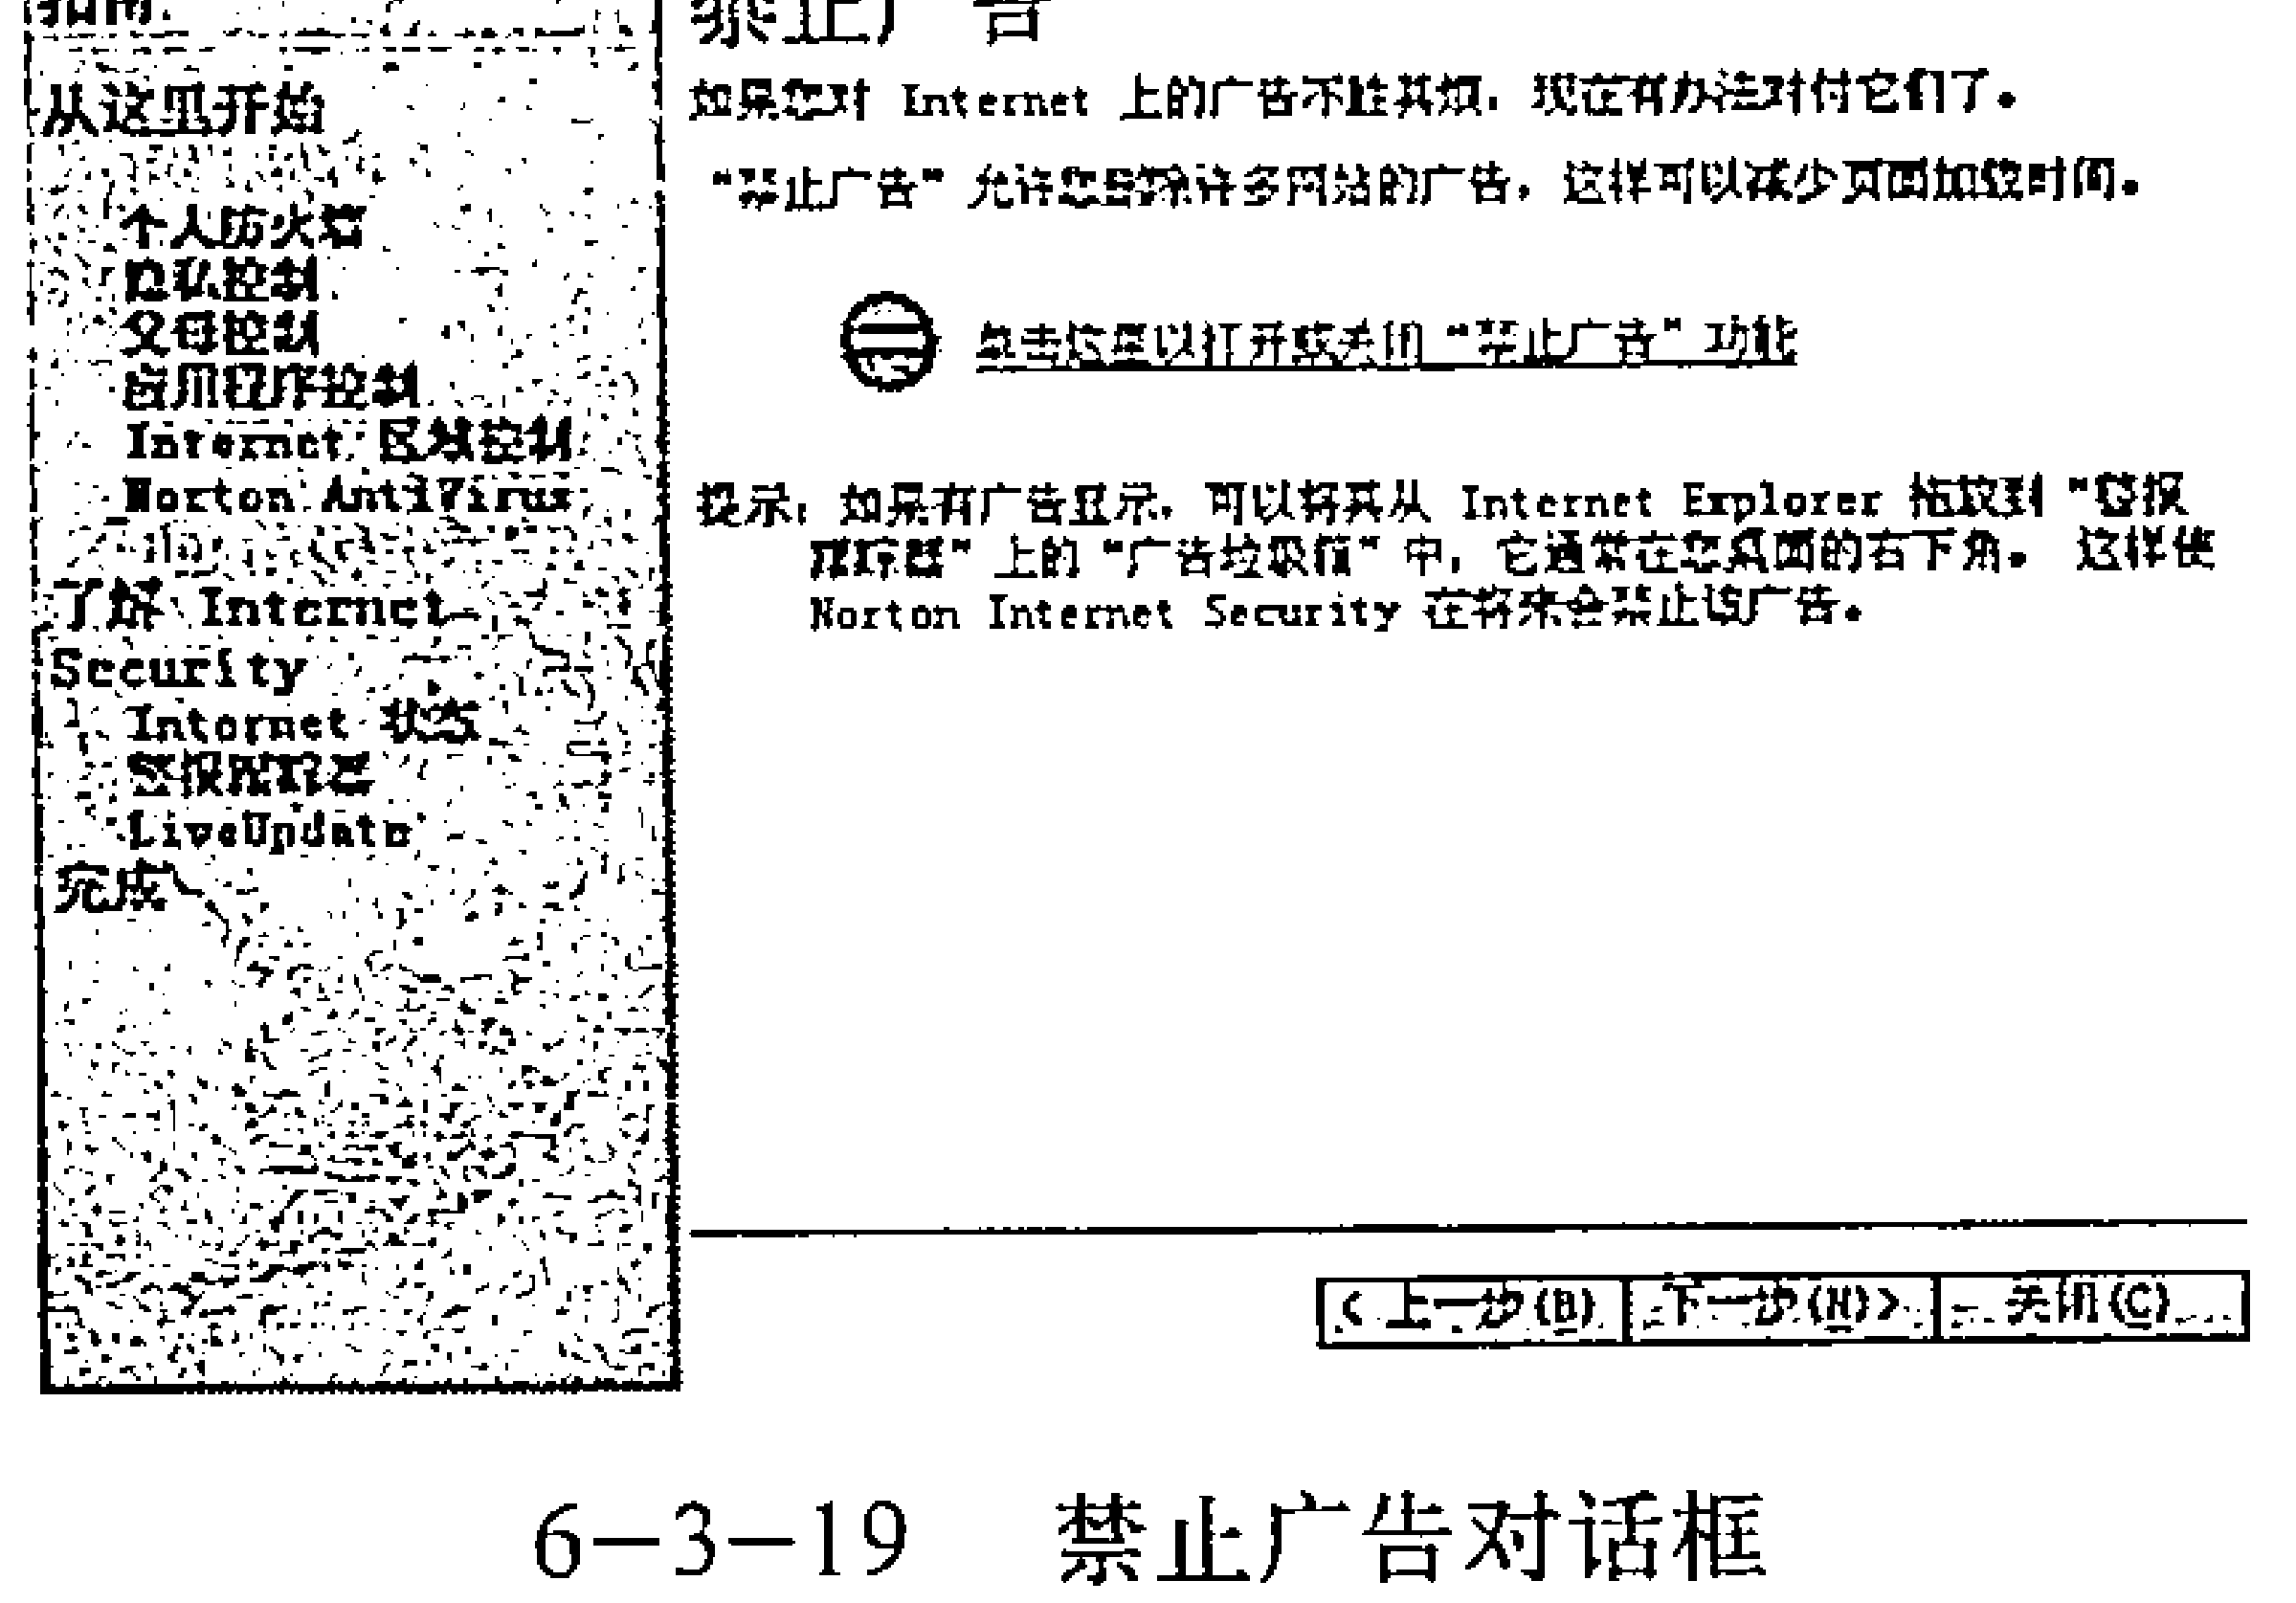 禁止广告
从这里开始
如果您对 Internet 上的广告不胜其烦，现在有办法对付它们了。
"禁止广告" 允许您删除许多网站的广告，这样可以减少页面加载时间。
个人防火墙
隐私控制
父母控制
应用程序控制
Internet 区域控制
Norton AntiVirus
单击这里以打开或关闭 "禁止广告" 功能
提示：如果有广告显示，可以将其从 Internet Explorer 拖放到 "警报
跟踪器" 上的 "广告垃圾箱" 中，它通常在您桌面的右下角。 这样使
Norton Internet Security 在将来会禁止该广告。
了解 Internet
Security
Internet 状态
警报跟踪器
LiveUpdate
完成
< 上一步(B) 下一步(N)> 关闭(C)
6-3-19 禁止广告对话框